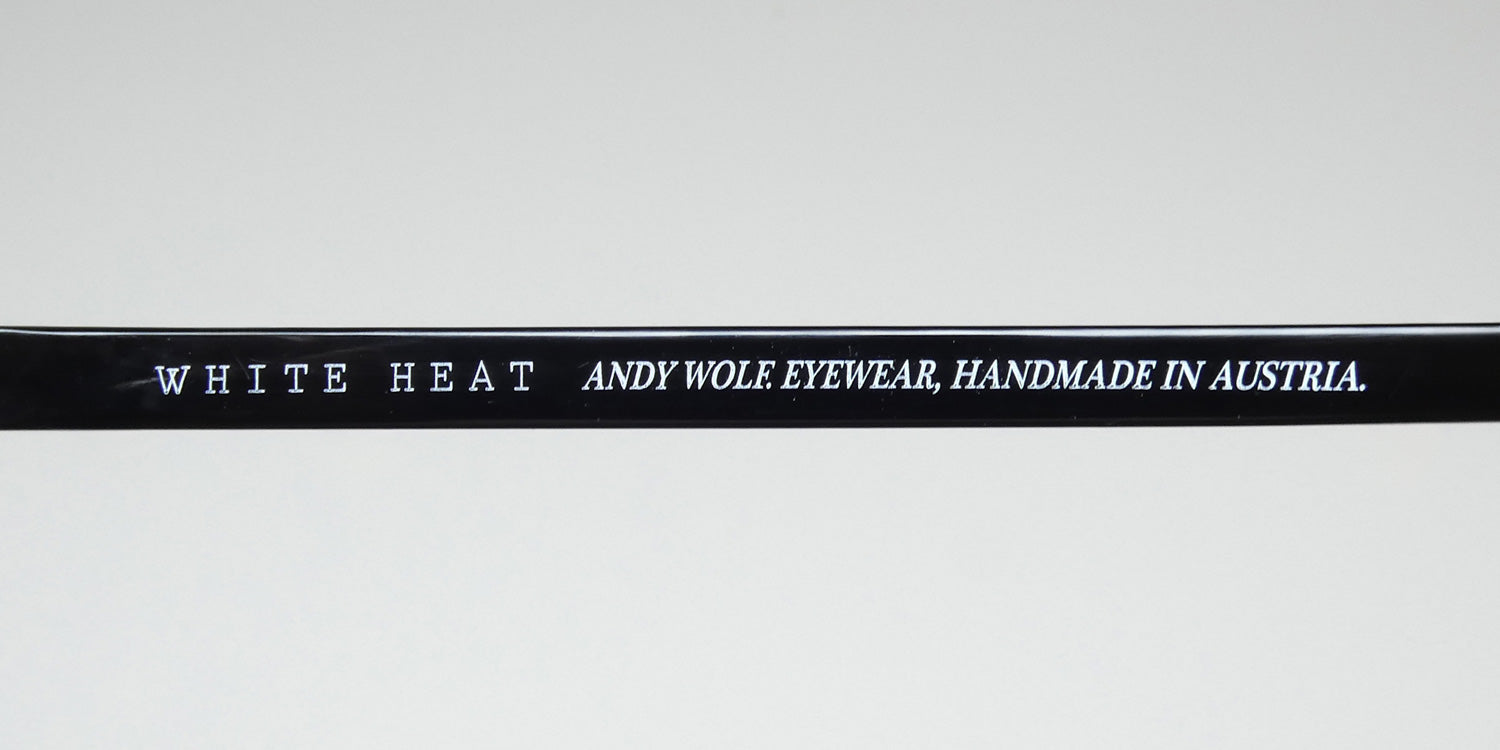 WHITE HEAT ANDY WOLF. EYEWEAR, HANDMADE IN AUSTRIA.